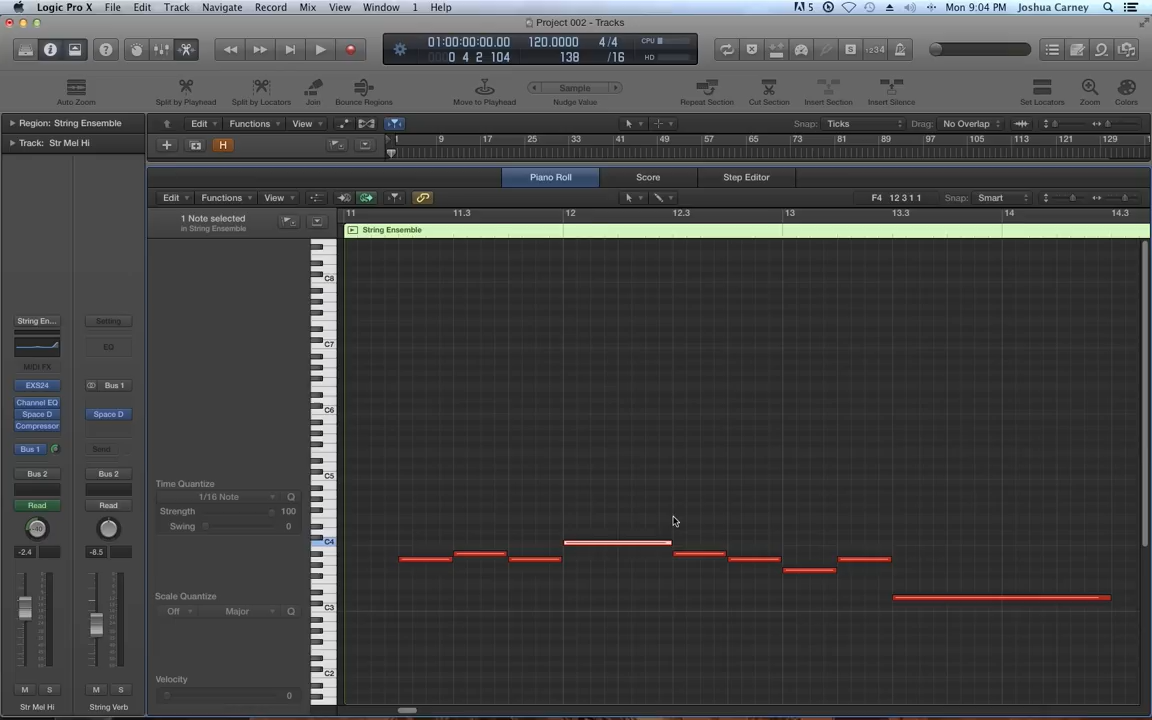 Logic Pro X File Edit Track Navigate Record Mix View Window 1 Help 5 Mon 9:04 PM Joshua Carney
Project 002 - Tracks
01:00:00:00.00 120.0000 4/4 CPU
0 4 2 104 138 /16 HD
1234
Auto Zoom Split by Playhead Split by Locators Join Bounce Regions Move to Playhead Sample Nudge Value Repeat Section Cut Section Insert Section Insert Silence Set Locators Zoom Colors
Region: String Ensemble Edit Functions View Snap: Ticks Drag: No Overlap
Track: Str Mel Hi H 1 9 17 25 33 41 49 57 65 73 81 89 97 105 113 121 129
Piano Roll Score Step Editor
Edit Functions View F4 12 3 1 1 Snap: Smart
1 Note selected
in String Ensemble
11 11.3 12 12.3 13 13.3 14 14.3
String Ensemble
C8
C7
C6
C5
C4
C3
C2
String En... Setting
EQ
MIDI FX
EXS24 Bus 1
Channel EQ
Space D Space D
Compressor
Bus 1 Send
Bus 2 Bus 2
Read Read
-40
-2.4 -8.5
M S M S
Str Mel Hi String Verb
Time Quantize
1/16 Note Q
Strength 100
Swing 0
Scale Quantize
Off Major Q
Velocity
0